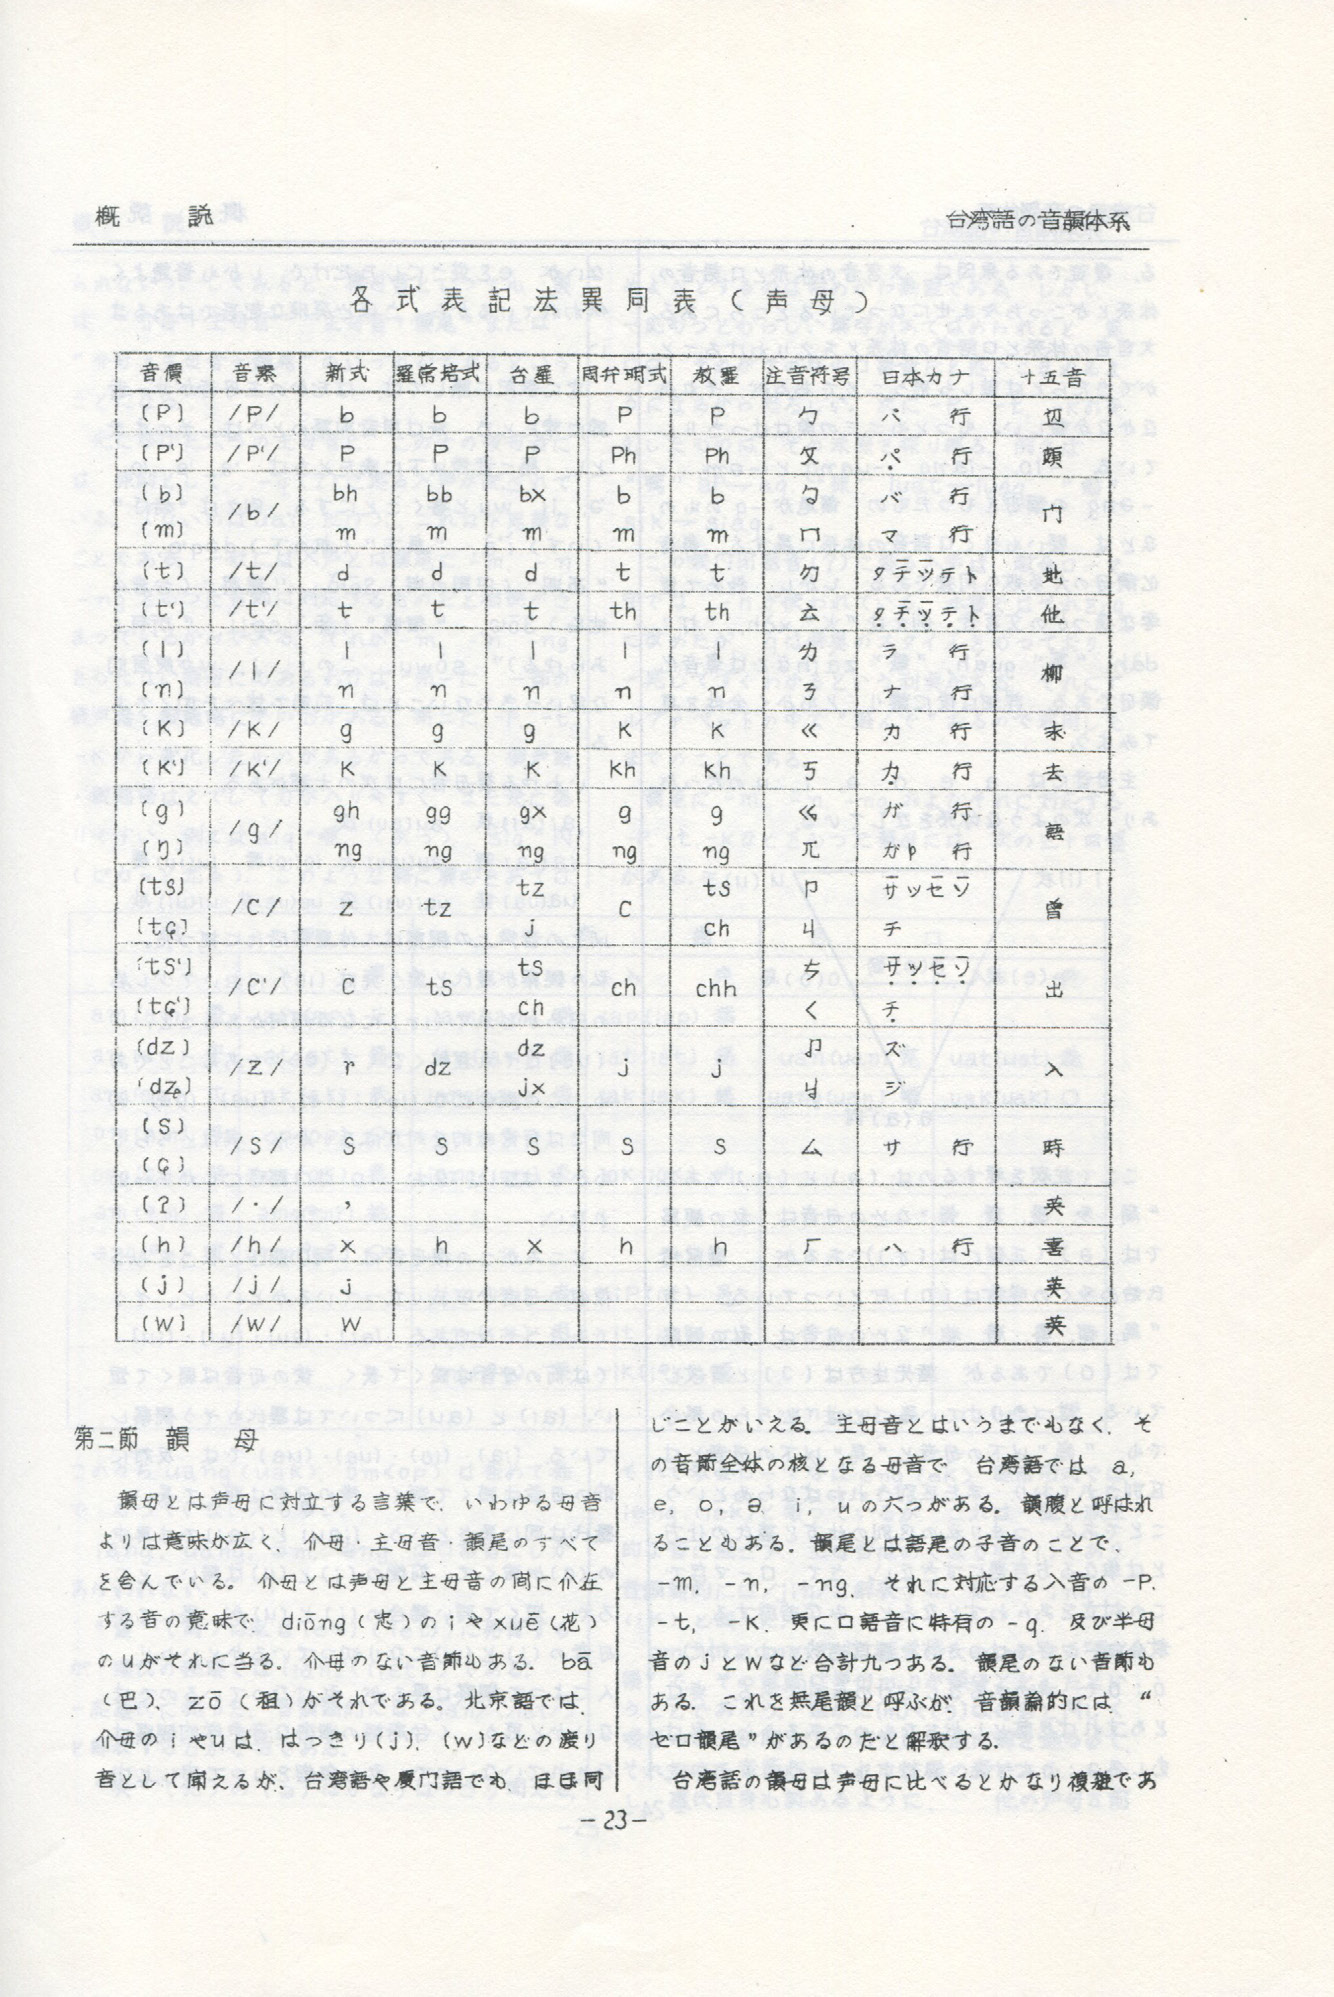 概　説
台湾語の音韻体系
各式表記法異同表（声母）
音價 音素 新式 羅常培式 台羅 周弁明式 教羅 注音符号 日本カナ 十五音
〔P〕 /P/ b b b P P ㄅ パ 行 边
〔P'〕 /P'/ P P P Ph Ph ㄆ パ 行 頗
〔b〕 /b/ bh bb bx b b ㆠ バ 行 门
〔m〕 m m m m m ㄇ マ 行
〔t〕 /t/ d d d t t ㄉ タチツテト 地
〔t'〕 /t'/ t t t th th ㄊ タチツテト 他
〔l〕 /l/ l l l l l ㄌ ラ 行 柳
〔n〕 n n n n n ㄋ ナ 行
〔K〕 /K/ g g g K K ㄍ カ 行 求
〔K'〕 /K'/ K K K Kh Kh ㄎ カ 行 去
〔g〕 /g/ gh gg gx g g ㆣ ガ 行 語
〔ŋ〕 ng ng ng ng ng ㄫ ガ 行
〔tS〕 /C/ z tz tz C ts ㄗ サツセソ 曾
〔tɕ〕 j ch ㄐ チ
〔tS'〕 /C'/ C tS ts ch chh ㄘ サツセソ 出
〔tɕ'〕 ch ㄑ チ
〔dz〕 /Z/ r dz dz j j ㆡ ズ 入
〔dʑ〕 jx ㆢ ジ
〔S〕 /S/ S S S S S ㄙ サ 行 時
〔ɕ〕
〔ʔ〕 /·/ ' 英
〔h〕 /h/ x h x h h ㄏ ハ 行 喜
〔j〕 /j/ j 英
〔w〕 /w/ w 英
第二節 韻　母
韻母とは声母に対立する言葉で、いわゆる母音
よりは意味が広く、介母・主母音・韻尾のすべて
を含んでいる。介母とは声母と主母音の間に介在
する音の意味で diōng（忠）のiやxuē（花）
のuがそれに当る。介母のない音節もある。bā
（巴）、zō（租）がそれである。北京語では、
介母のiやuは、はっきり(j)、(w)などの渡り
音として聞えるが、台湾語や厦门語でも、ほぼ同
じことがいえる。主母音とはいうまでもなく、そ
の音節全体の核となる母音で 台湾語では a,
e, o, ə, i, uの六つがある。韻腹と呼ばれ
ることもある。韻尾とは語尾の子音のことで、
-m, -n, -ng, それに対応する入音の -P,
-t, -K. 更に口語音に特有の -q. 及び半母
音のjとwなど合計九つある。韻尾のない音節も
ある。これを無尾韻と呼ぶが、音韻論的には “
ゼロ韻尾”があるのだと解釈する。
台湾語の韻母は声母に比べるとかなり複雑であ
−23−